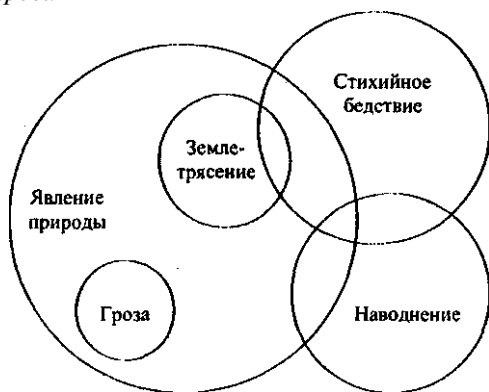 Стихийное
бедствие
Земле-
трясение
Явление
природы
Гроза
Наводнение